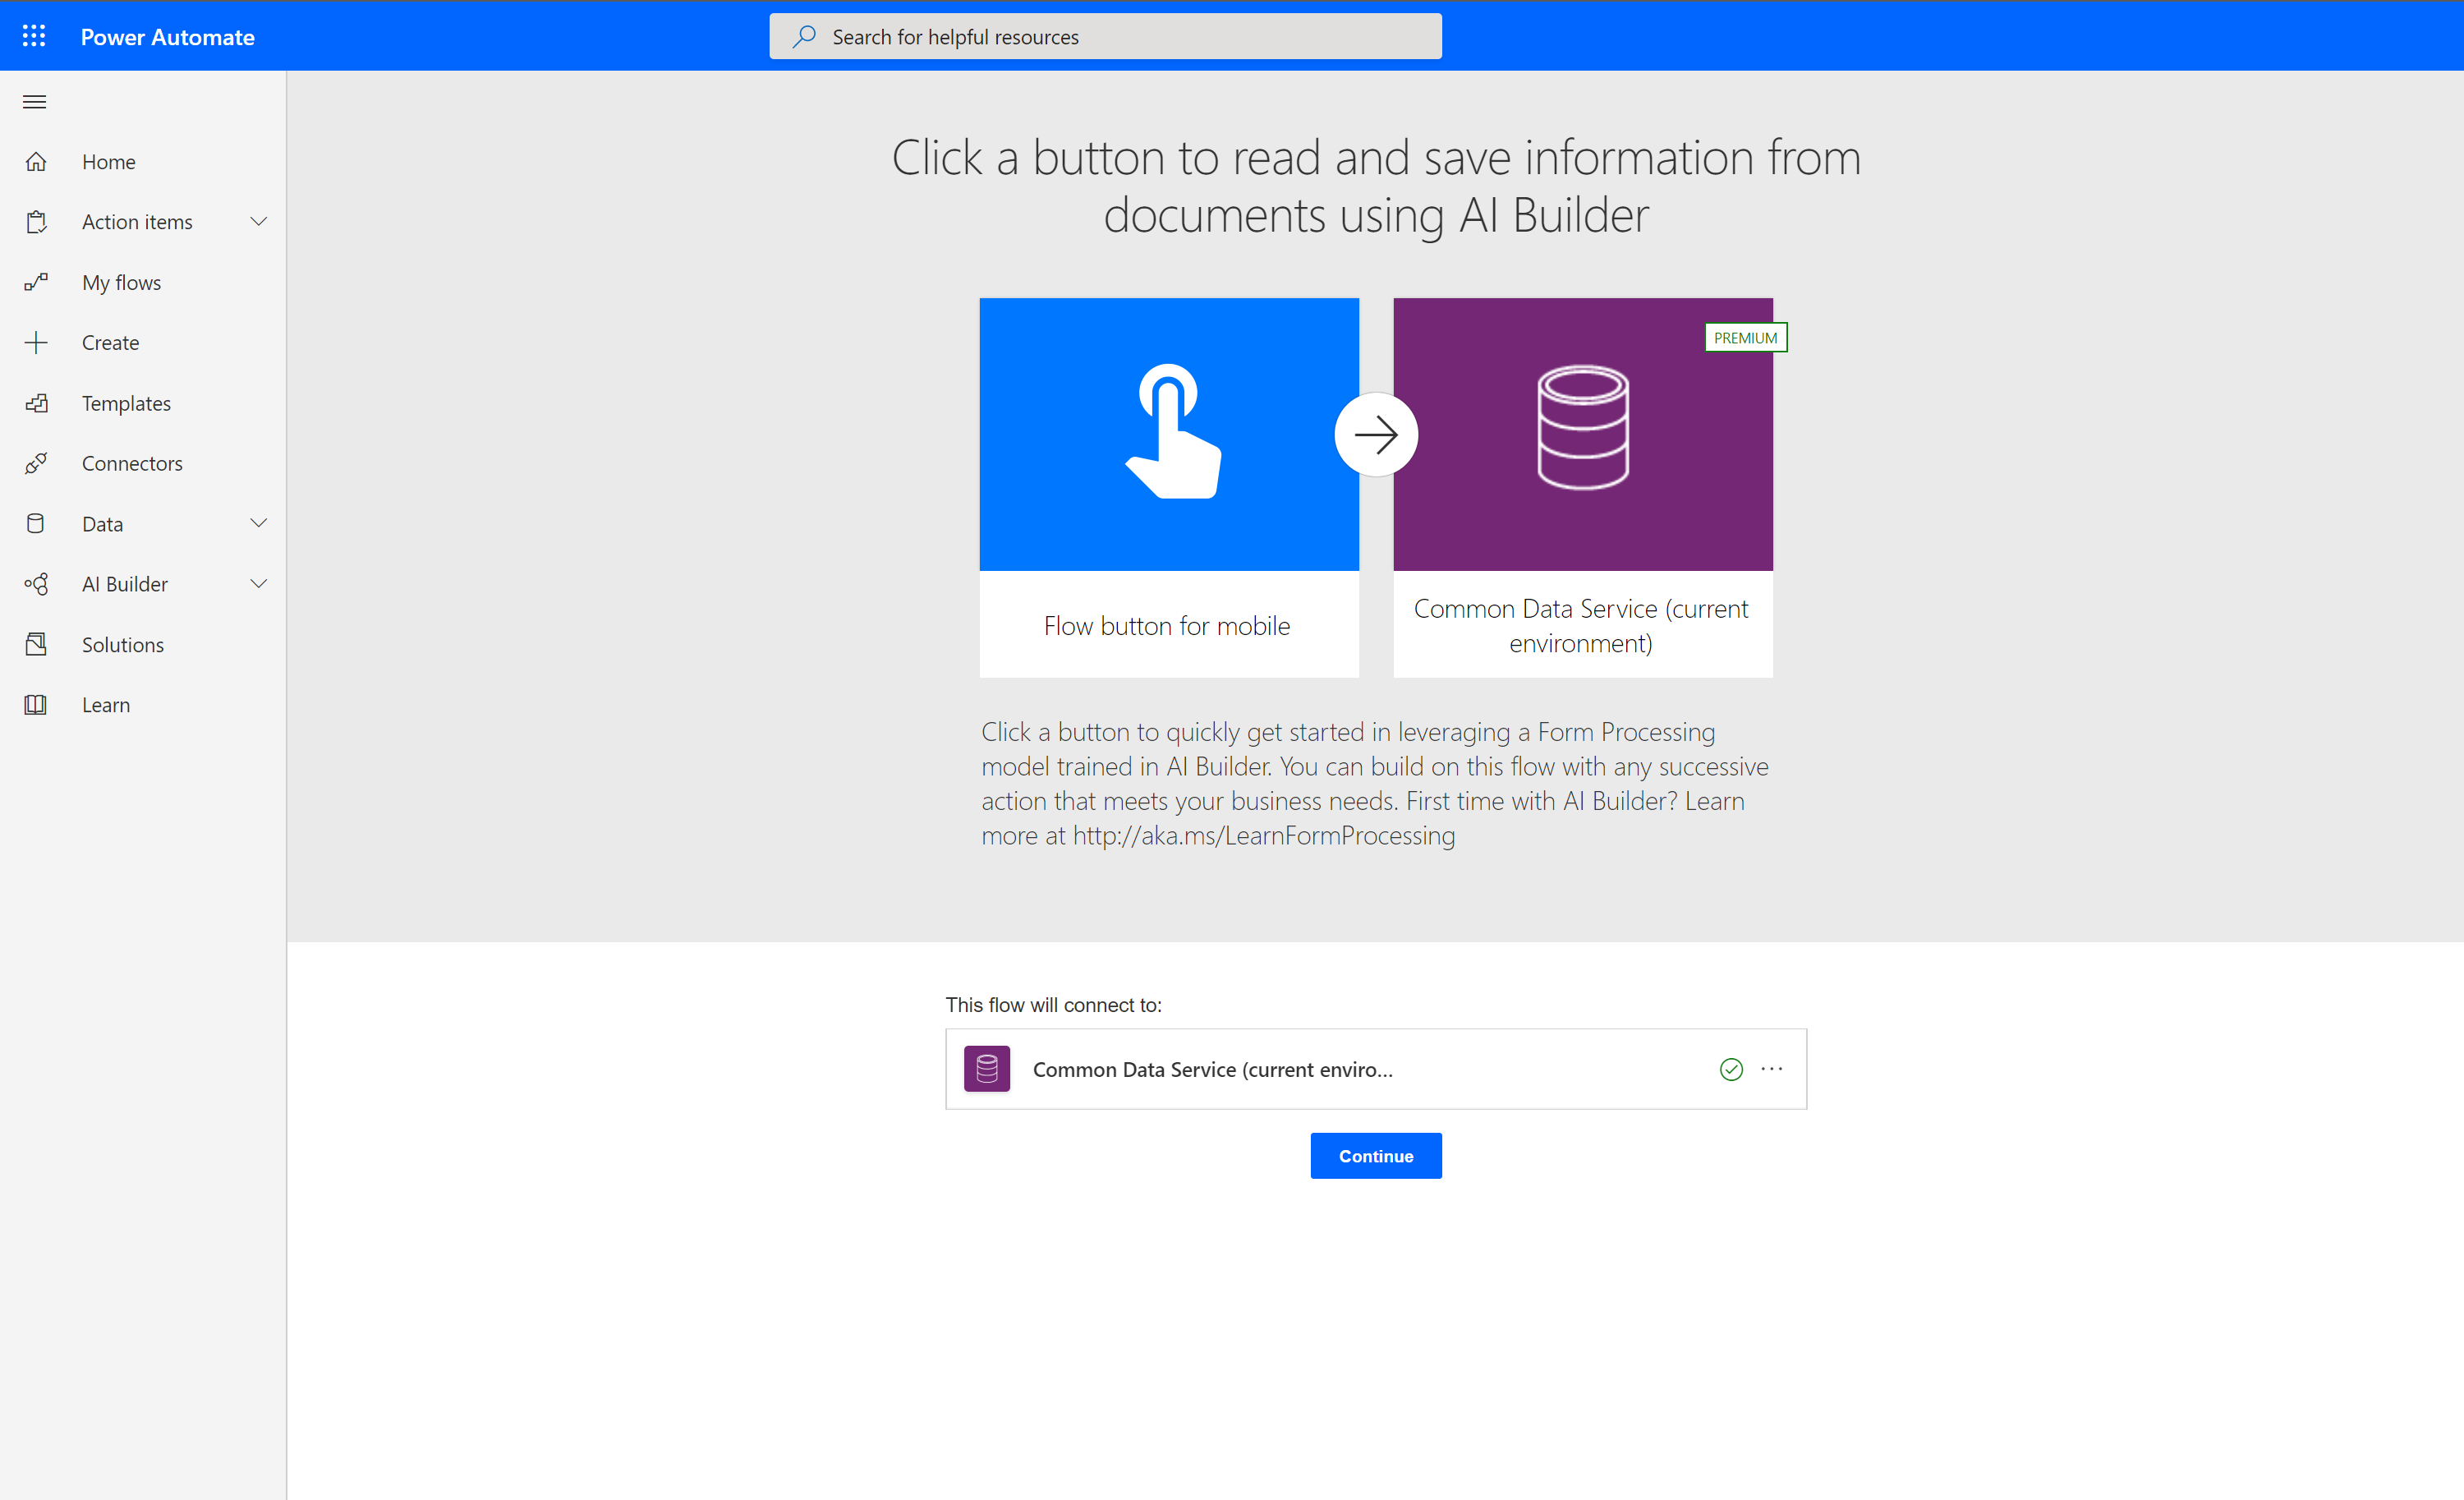 Power Automate
Search for helpful resources
Home
Action items
My flows
Create
Templates
Connectors
Data
AI Builder
Solutions
Learn
Click a button to read and save information from
documents using AI Builder
PREMIUM
Flow button for mobile
Common Data Service (current
environment)
Click a button to quickly get started in leveraging a Form Processing
model trained in AI Builder. You can build on this flow with any successive
action that meets your business needs. First time with AI Builder? Learn
more at http://aka.ms/LearnFormProcessing
This flow will connect to:
Common Data Service (current enviro...
Continue